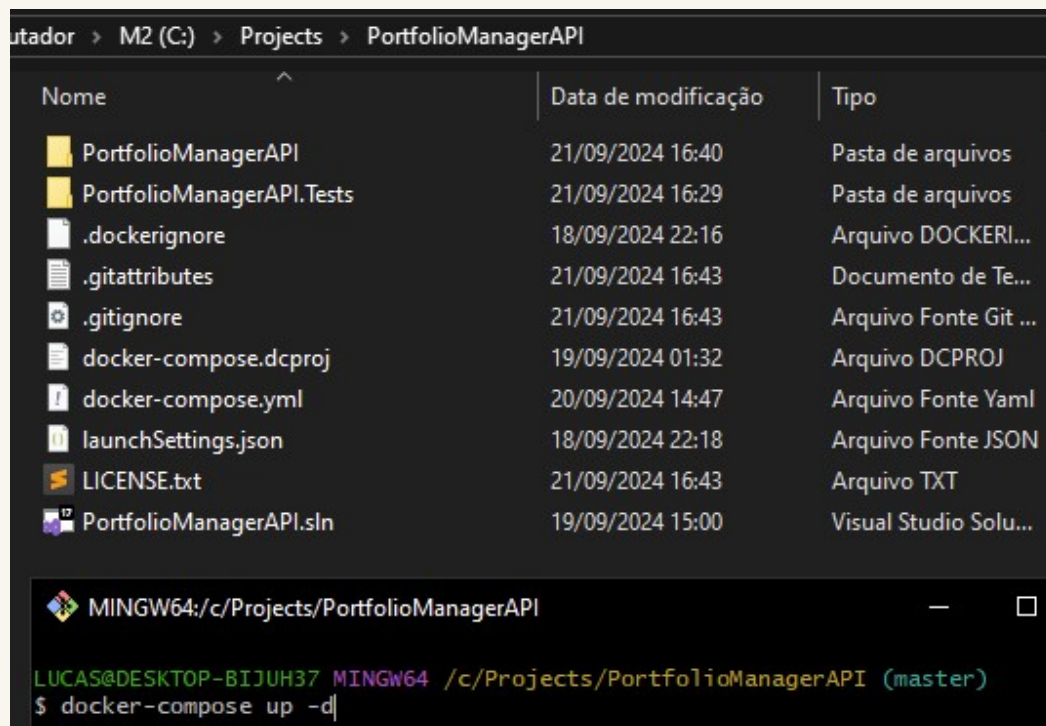 utador > M2 (C:) > Projects > PortfolioManagerAPI
Nome Data de modificação Tipo
PortfolioManagerAPI 21/09/2024 16:40 Pasta de arquivos
PortfolioManagerAPI.Tests 21/09/2024 16:29 Pasta de arquivos
.dockerignore 18/09/2024 22:16 Arquivo DOCKERI...
.gitattributes 21/09/2024 16:43 Documento de Te...
.gitignore 21/09/2024 16:43 Arquivo Fonte Git ...
docker-compose.dcproj 19/09/2024 01:32 Arquivo DCPROJ
docker-compose.yml 20/09/2024 14:47 Arquivo Fonte Yaml
launchSettings.json 18/09/2024 22:18 Arquivo Fonte JSON
LICENSE.txt 21/09/2024 16:43 Arquivo TXT
PortfolioManagerAPI.sln 19/09/2024 15:00 Visual Studio Solu...
MINGW64:/c/Projects/PortfolioManagerAPI
LUCAS@DESKTOP-BIJUH37 MINGW64 /c/Projects/PortfolioManagerAPI (master)
$ docker-compose up -d